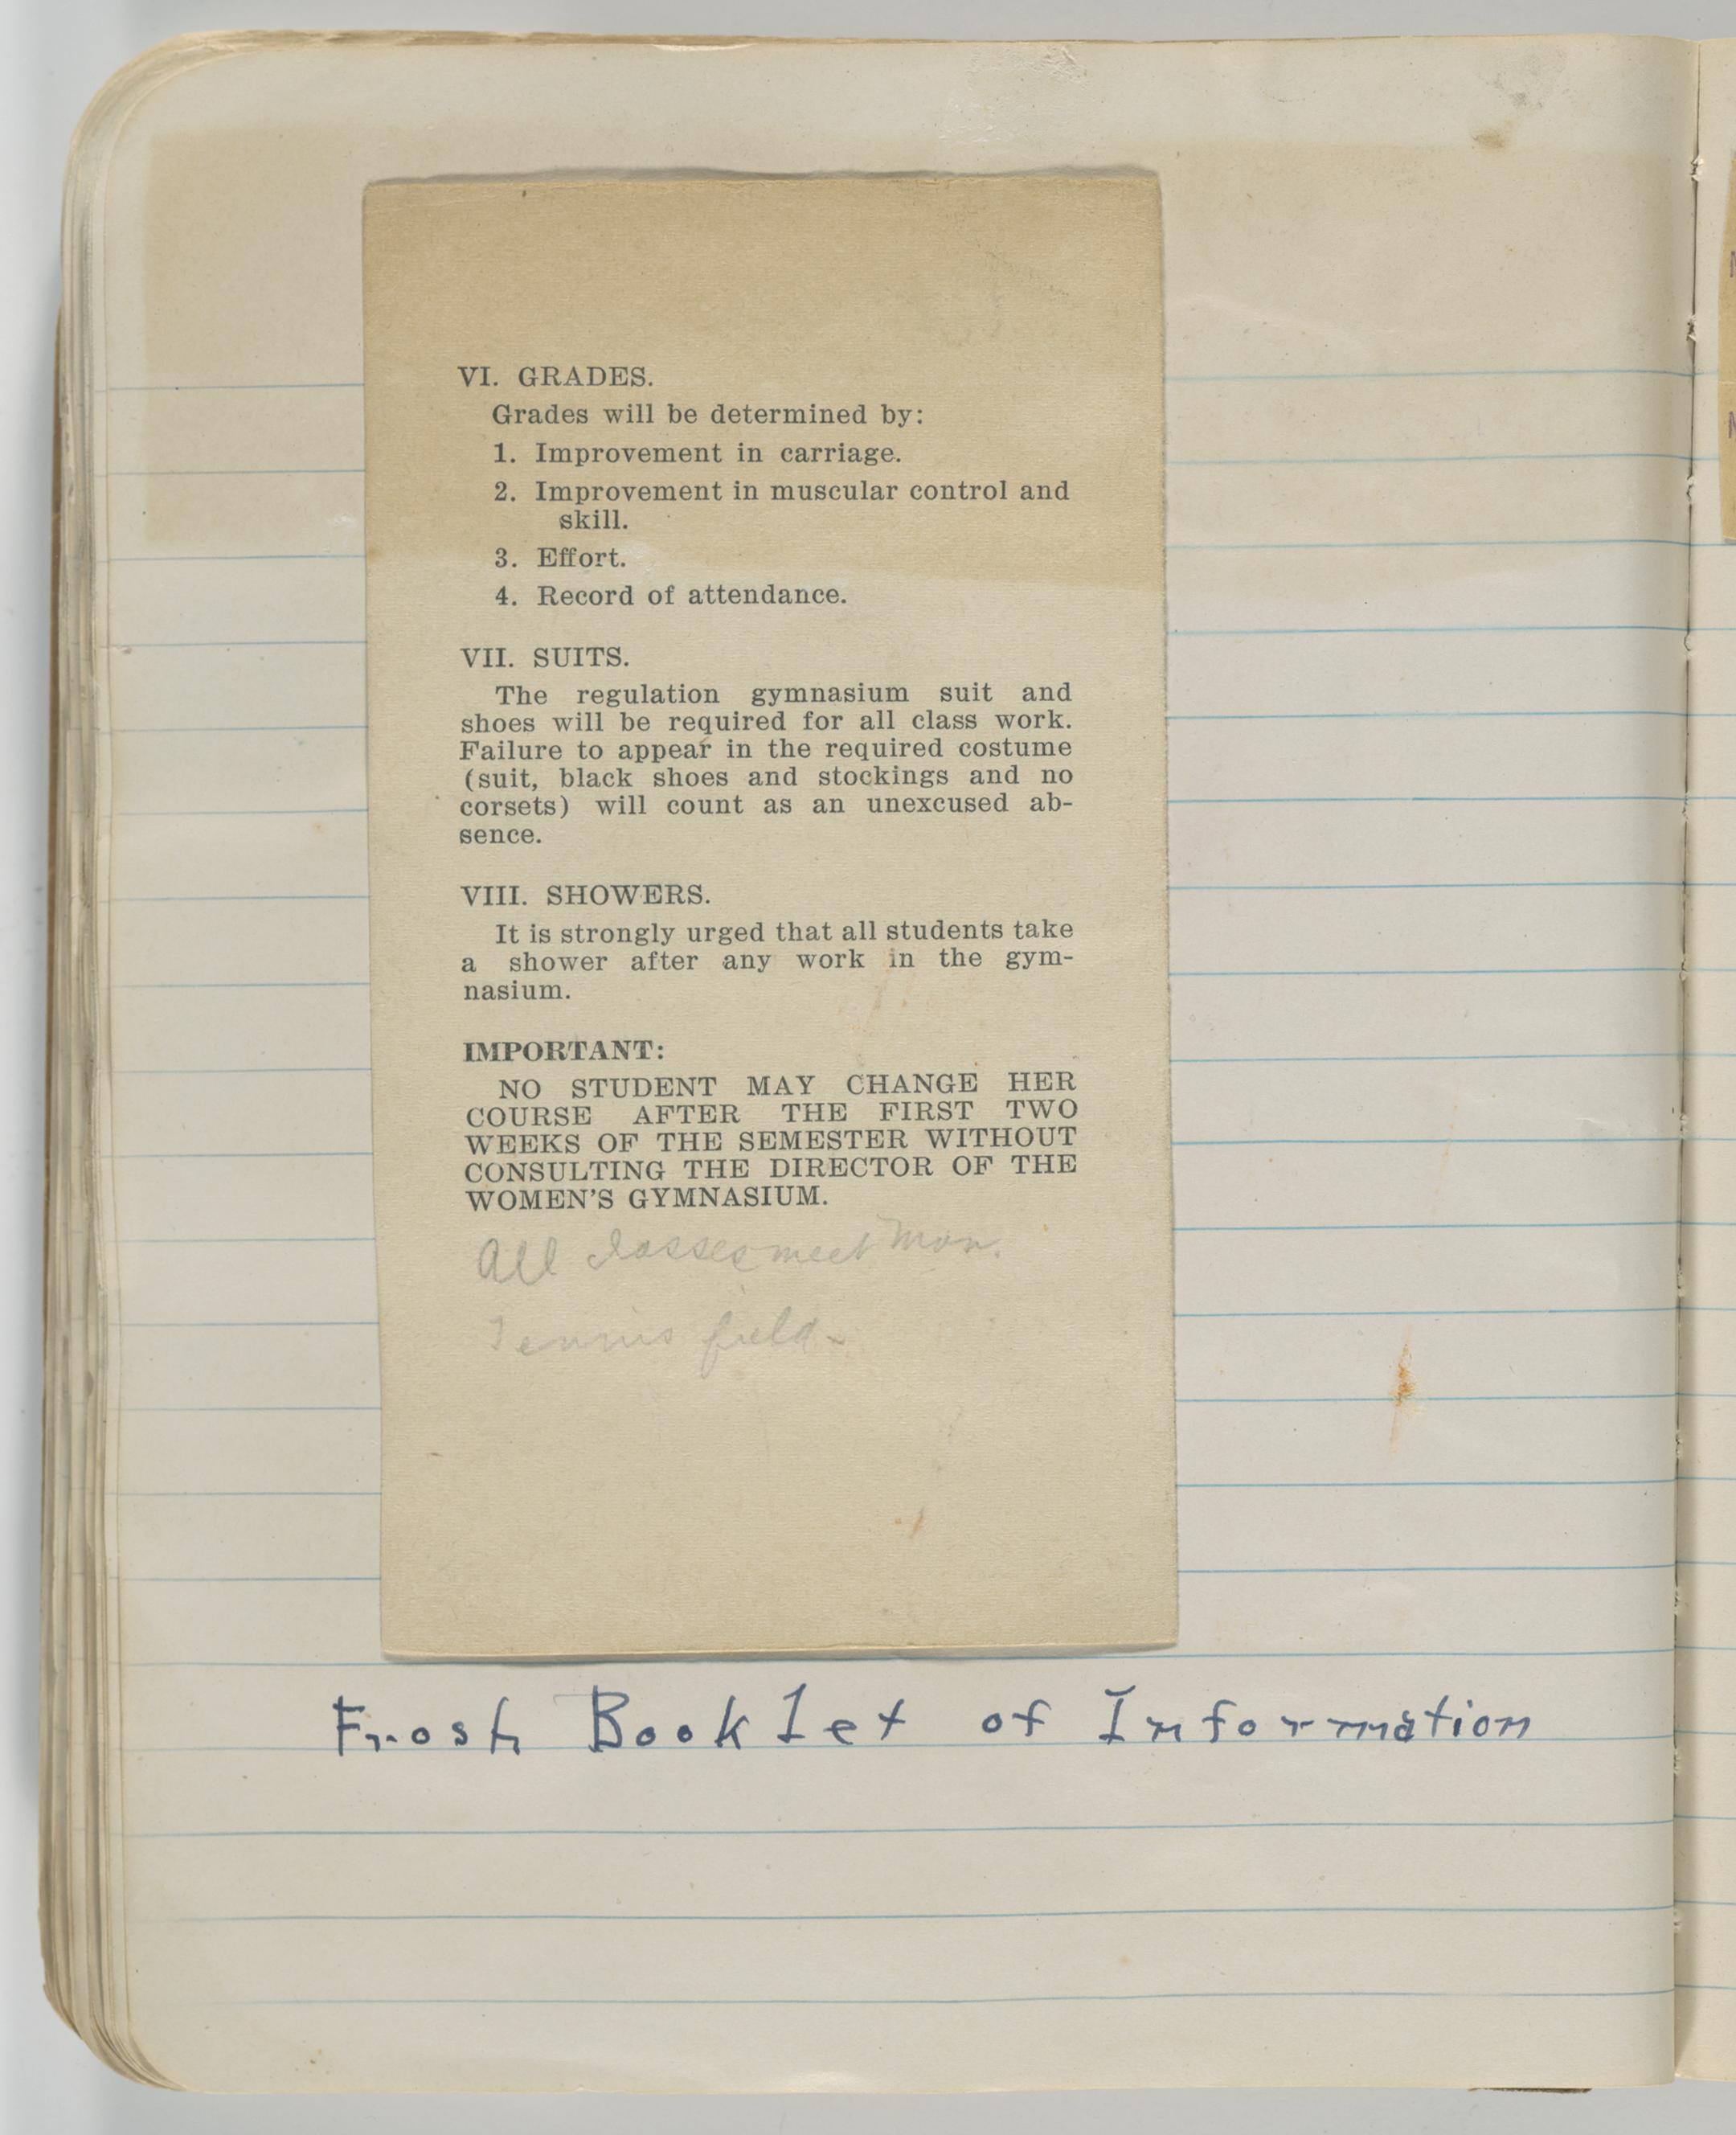 VI. GRADES.
Grades will be determined by:
1. Improvement in carriage.
2. Improvement in muscular control and
skill.
3. Effort.
4. Record of attendance.
VII. SUITS.
The regulation gymnasium suit and
shoes will be required for all class work.
Failure to appear in the required costume
(suit, black shoes and stockings and no
corsets) will count as an unexcused ab-
sence.
VIII. SHOWERS.
It is strongly urged that all students take
a shower after any work in the gym-
nasium.
IMPORTANT:
NO STUDENT MAY CHANGE HER
COURSE AFTER THE FIRST TWO
WEEKS OF THE SEMESTER WITHOUT
CONSULTING THE DIRECTOR OF THE
WOMEN'S GYMNASIUM.
All classes meet Mon.
Tennis field-
Frosh Booklet of Information